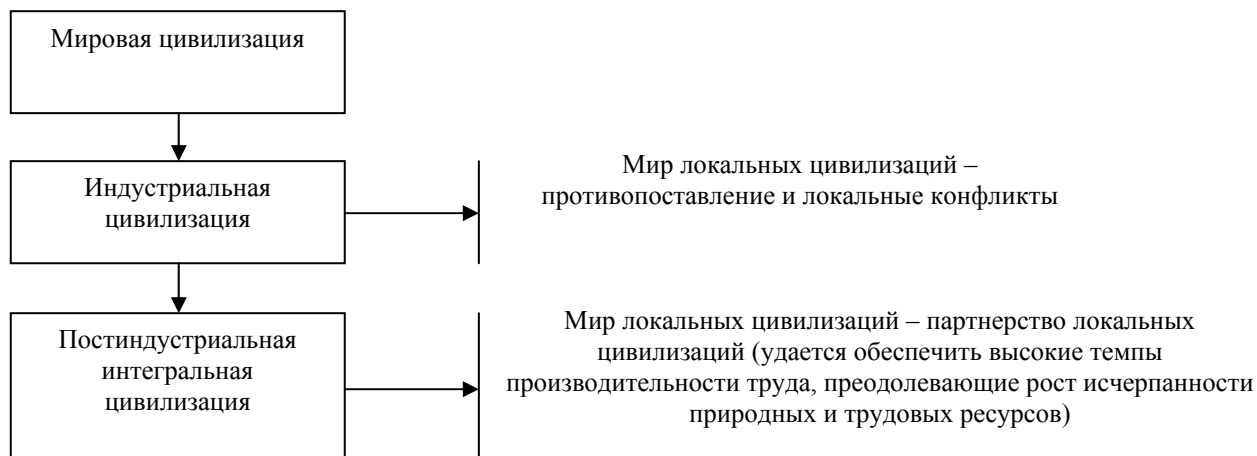 Мировая цивилизация
Индустриальная
цивилизация
Мир локальных цивилизаций –
противопоставление и локальные конфликты
Постиндустриальная
интегральная
цивилизация
Мир локальных цивилизаций – партнерство локальных
цивилизаций (удается обеспечить высокие темпы
производительности труда, преодолевающие рост исчерпанности
природных и трудовых ресурсов)